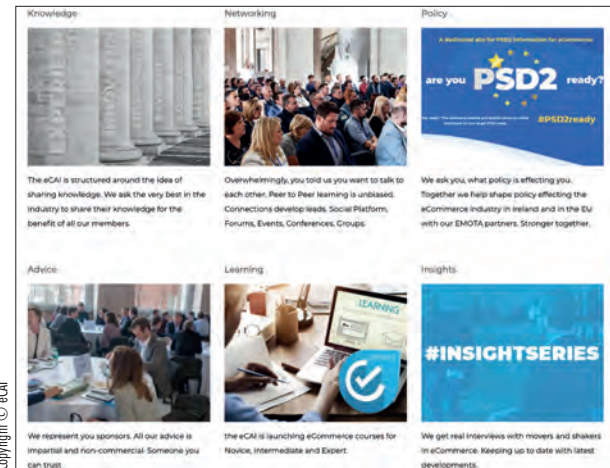 Knowledge
The eCAI is structured around the idea of
sharing knowledge. We ask the very best in the
industry to share their knowledge for the
benefit of all our members.
Networking
Overwhelmingly, you told us you want to talk to
each other. Peer to Peer learning is unbiased.
Connections develop leads. Social Platform,
Forums, Events, Conferences, Groups.
Policy
A dedicated site for PSD2 information for eCommerce
are you PSD2 ready?
#PSD2ready
We ask you, what policy is effecting you.
Together we help shape policy effecting the
eCommerce industry in Ireland and in the EU
with our EMOTA partners. Stronger together.
Advice
We represent you sponsors. All our advice is
impartial and non-commercial. Someone you
can trust
Learning
LEARNING
the eCAI is launching eCommerce courses for
Novice, Intermediate and Expert
Insights
#INSIGHTSERIES
We get real interviews with movers and shakers
in eCommerce. Keeping up to date with latest
developments.
Copyright © eCAI